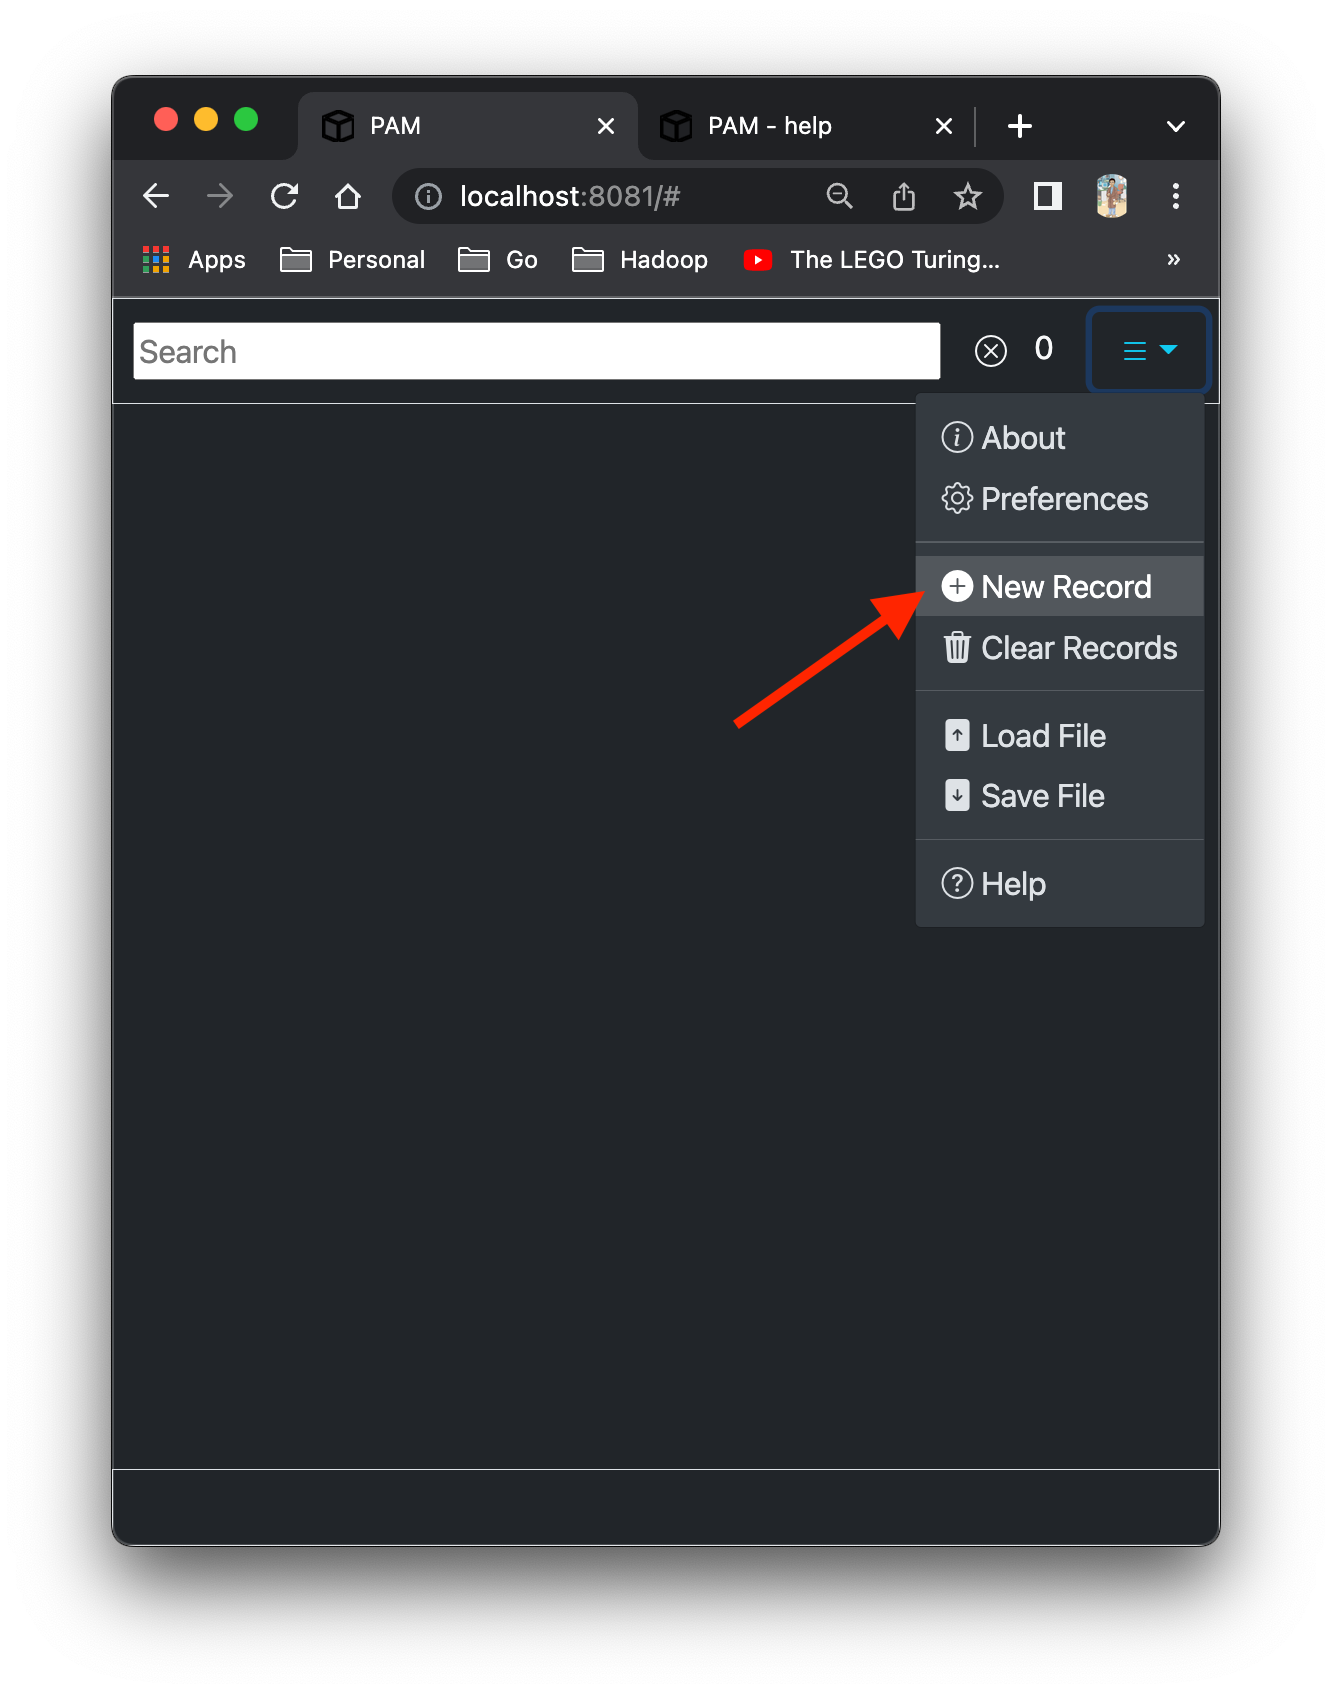 PAM
PAM - help
localhost:8081/#
Apps
Personal
Go
Hadoop
The LEGO Turing...
»
Search
0
About
Preferences
New Record
Clear Records
Load File
Save File
Help